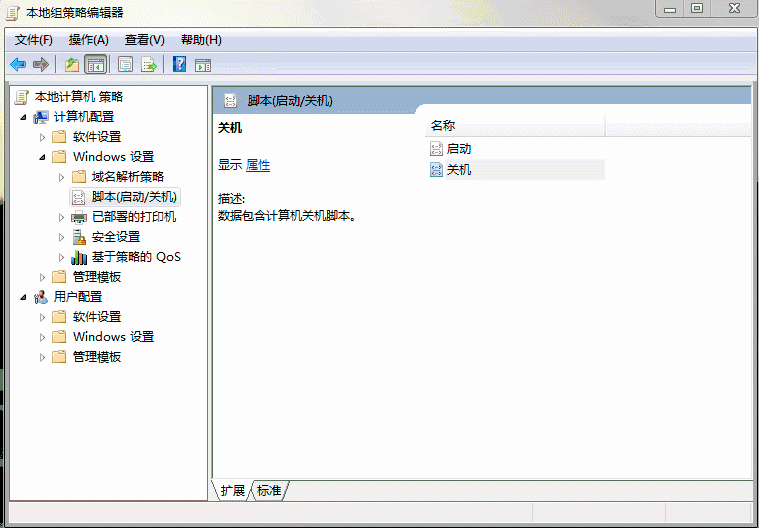 本地组策略编辑器
文件(F) 操作(A) 查看(V) 帮助(H)
本地计算机 策略
计算机配置
软件设置
Windows 设置
域名解析策略
脚本(启动/关机)
已部署的打印机
安全设置
基于策略的 QoS
管理模板
用户配置
软件设置
Windows 设置
管理模板
脚本(启动/关机)
关机
显示 属性
描述:
数据包含计算机关机脚本。
名称
启动
关机
扩展 标准